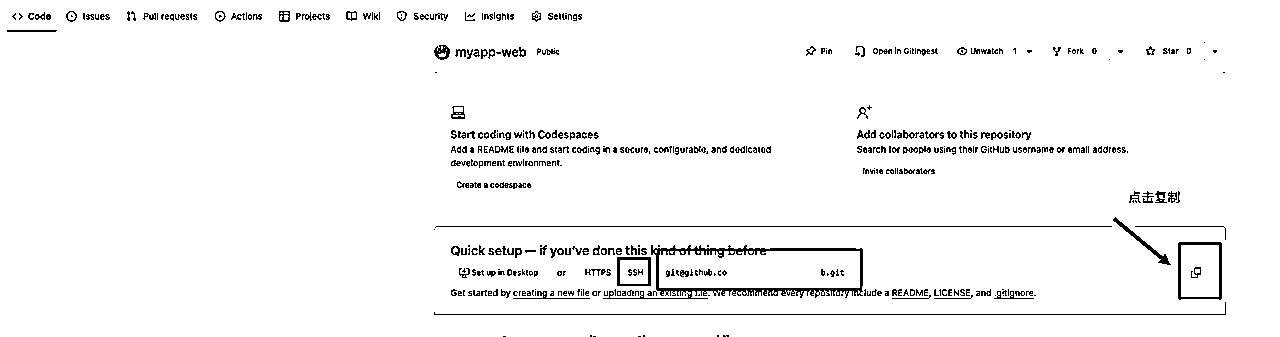 Code Issues Pull requests Actions Projects Wiki Security Insights Settings
myapp-web Public Pin Open in Gitingest Unwatch 1 Fork 0 Star 0
Start coding with Codespaces
Add a README file and start coding in a secure, configurable, and dedicated
development environment.
Create a codespace
Add collaborators to this repository
Search for people using their GitHub username or email address.
Invite collaborators
点击复制
Quick setup — if you've done this kind of thing before
Set up in Desktop or HTTPS SSH git@github.co b.git
Get started by creating a new file or uploading an existing file. We recommend every repository include a README, LICENSE, and .gitignore.